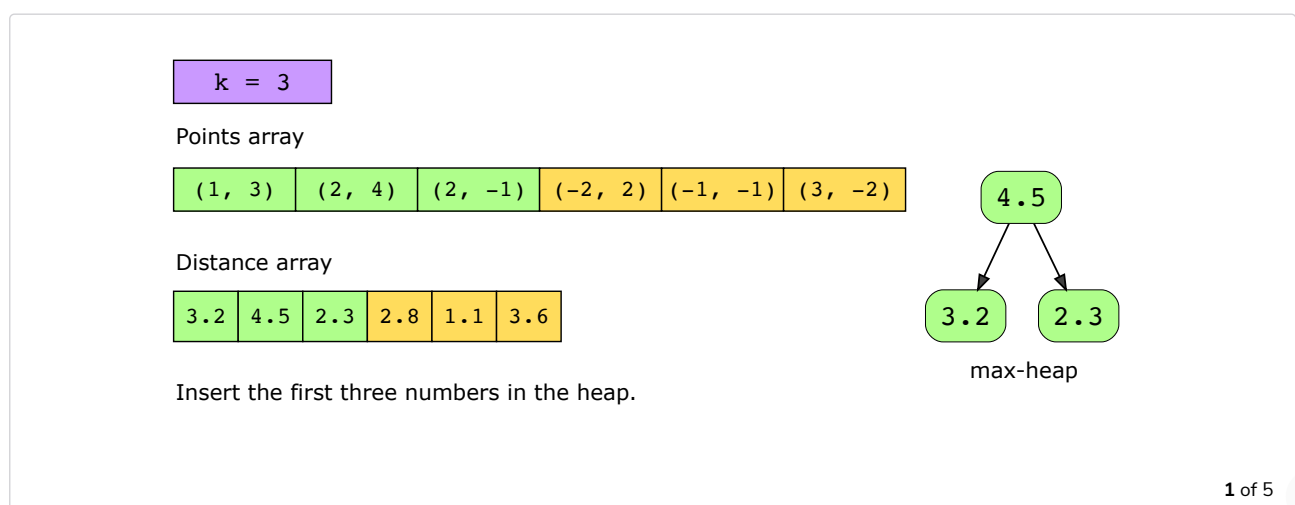 k = 3
Points array
(1, 3) (2, 4) (2, -1) (-2, 2) (-1, -1) (3, -2)
Distance array
3.2 4.5 2.3 2.8 1.1 3.6
Insert the first three numbers in the heap.
4.5
3.2 2.3
max-heap
1 of 5